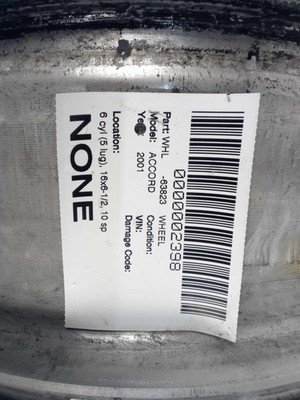 0000002398
Part: WHL -63823 WHEEL
Model: ACCORD Condition:
Year: 2001 VIN:
Damage Code:
Location:
6 cyl (5 lug), 16x6-1/2, 10 sp
NONE